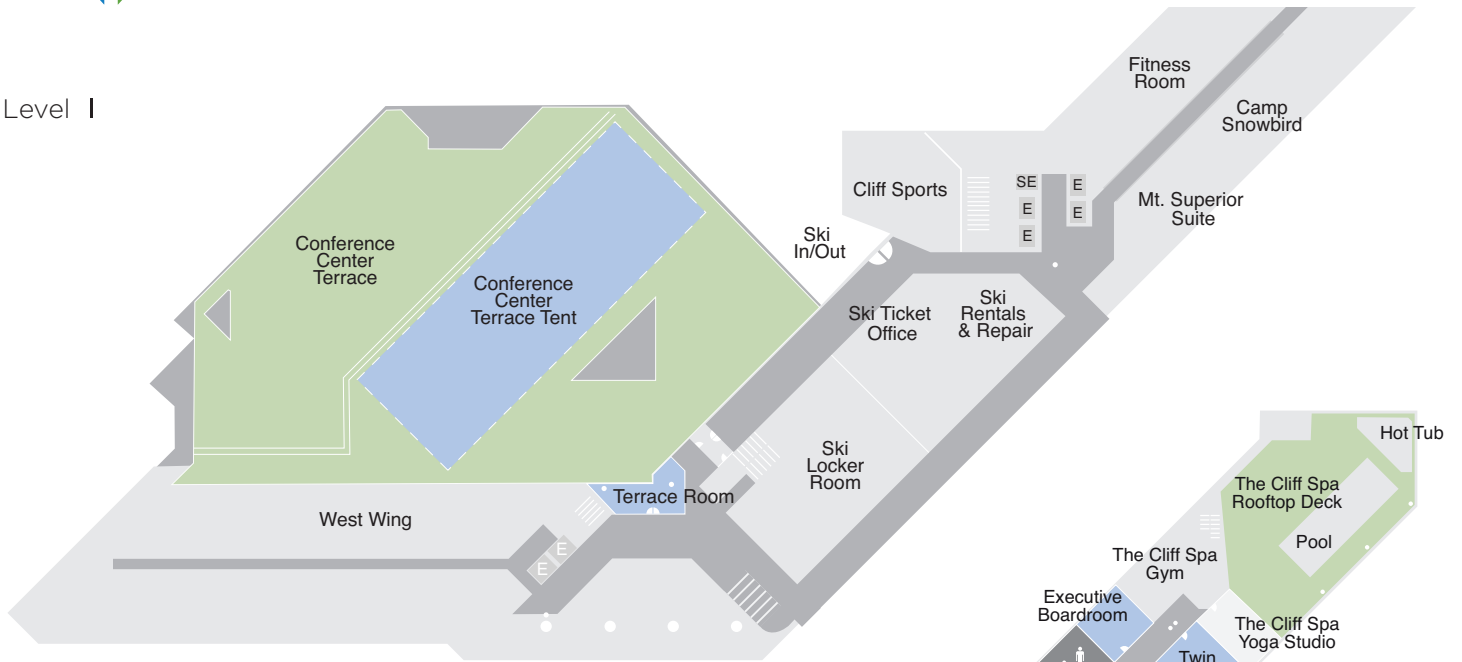 Level I
Fitness
Room
Camp
Snowbird
Cliff Sports
SE
E
E
E
E
Mt. Superior
Suite
Ski
In/Out
Conference
Center
Terrace
Conference
Center
Terrace Tent
Ski Ticket
Office
Ski
Rentals
& Repair
Ski
Locker
Room
Terrace Room
West Wing
E
E
Hot Tub
The Cliff Spa
Rooftop Deck
Pool
The Cliff Spa
Gym
Executive
Boardroom
The Cliff Spa
Yoga Studio
Twin